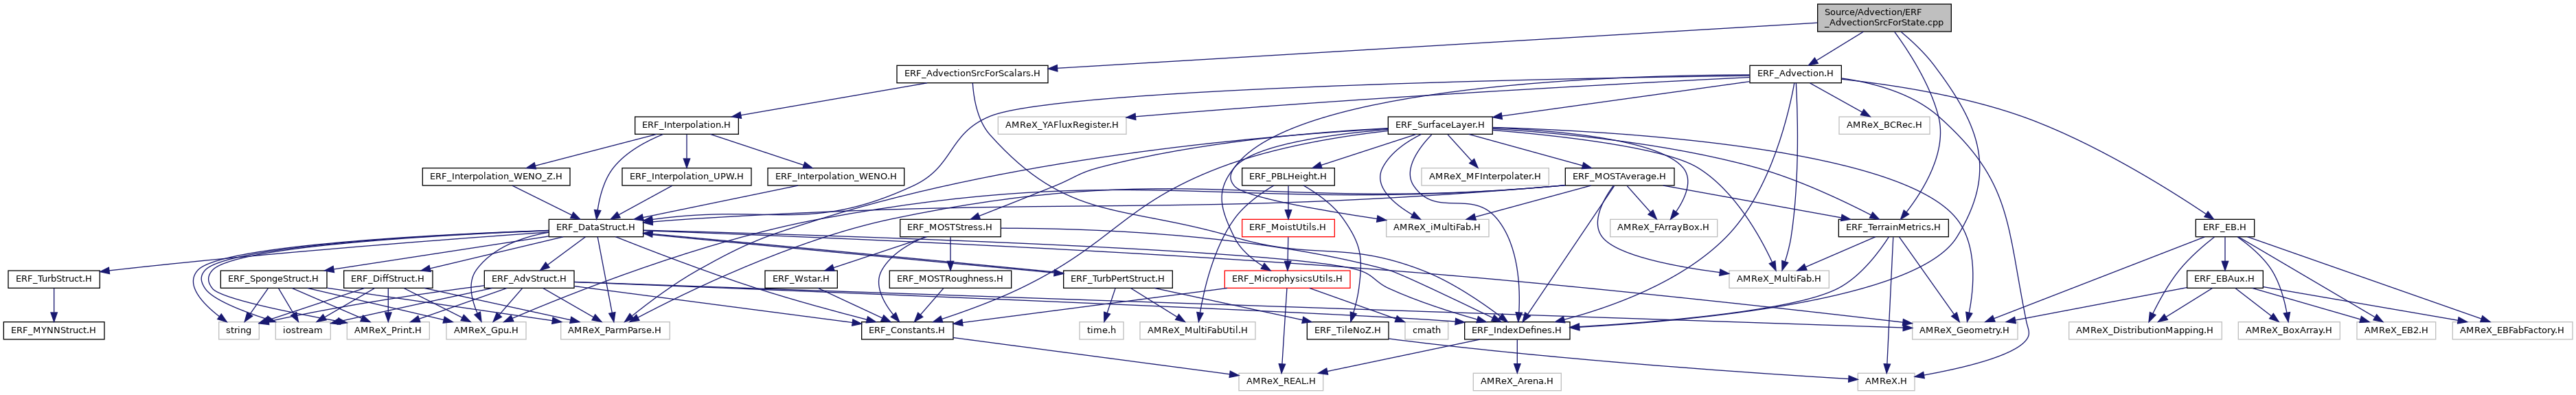 Source/Advection/ERF
_AdvectionSrcForState.cpp
ERF_AdvectionSrcForScalars.H
ERF_Advection.H
ERF_Interpolation.H
AMReX_YAFluxRegister.H
ERF_SurfaceLayer.H
AMReX_BCRec.H
ERF_Interpolation_WENO_Z.H
ERF_Interpolation_UPW.H
ERF_Interpolation_WENO.H
ERF_PBLHeight.H
AMReX_MFInterpolater.H
ERF_MOSTAverage.H
ERF_DataStruct.H
ERF_MOSTStress.H
ERF_MoistUtils.H
AMReX_iMultiFab.H
AMReX_FArrayBox.H
ERF_TerrainMetrics.H
ERF_EB.H
ERF_TurbStruct.H
ERF_SpongeStruct.H
ERF_DiffStruct.H
ERF_AdvStruct.H
ERF_Wstar.H
ERF_MOSTRoughness.H
ERF_TurbPertStruct.H
ERF_MicrophysicsUtils.H
AMReX_MultiFab.H
ERF_EBAux.H
ERF_MYNNStruct.H
string
iostream
AMReX_Print.H
AMReX_Gpu.H
AMReX_ParmParse.H
ERF_Constants.H
time.h
AMReX_MultiFabUtil.H
ERF_TileNoZ.H
cmath
ERF_IndexDefines.H
AMReX_Geometry.H
AMReX_DistributionMapping.H
AMReX_BoxArray.H
AMReX_EB2.H
AMReX_EBFabFactory.H
AMReX_REAL.H
AMReX_Arena.H
AMReX.H